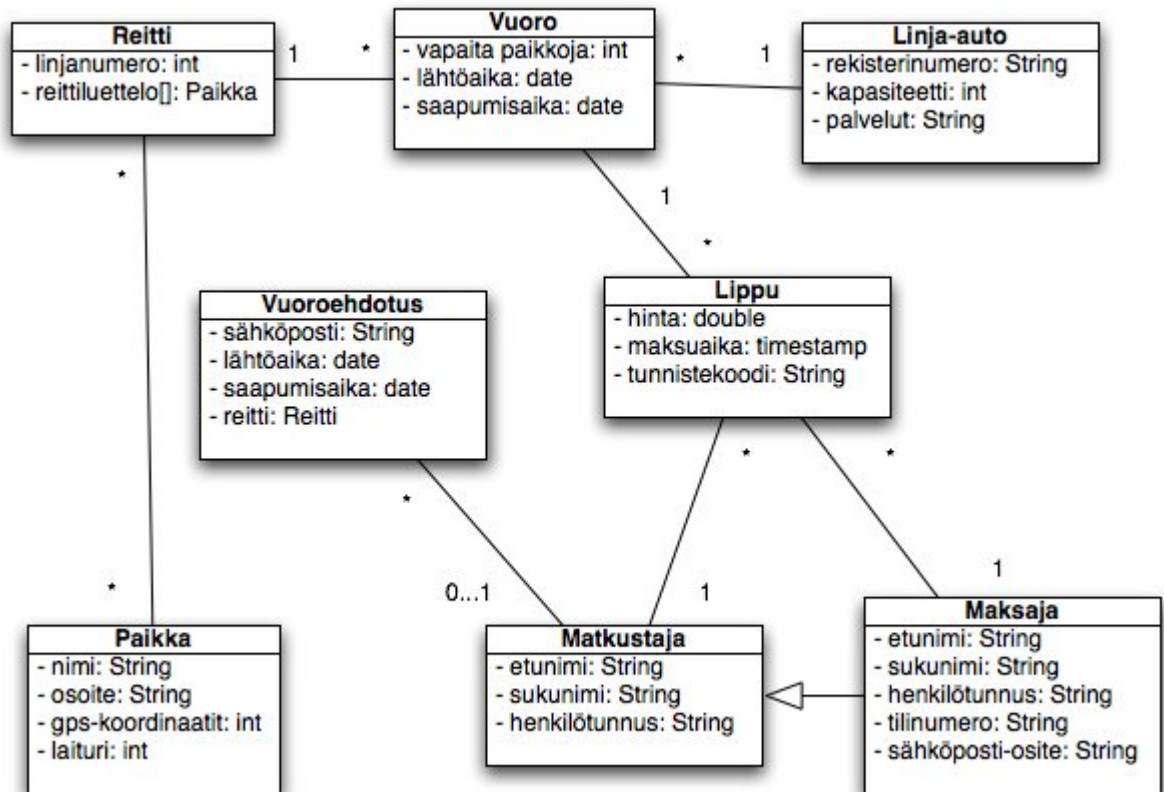 Reitti
- linjanumero: int
- reittiluettelo[]: Paikka
1
*
Vuoro
- vapaita paikkoja: int
- lähtöaika: date
- saapumisaika: date
*
1
Linja-auto
- rekisterinumero: String
- kapasiteetti: int
- palvelut: String
*
1
*
Vuoroehdotus
- sähköposti: String
- lähtöaika: date
- saapumisaika: date
- reitti: Reitti
Lippu
- hinta: double
- maksuaika: timestamp
- tunnistekoodi: String
*
*
*
*
0...1
1
1
Paikka
- nimi: String
- osoite: String
- gps-koordinaatit: int
- laituri: int
Matkustaja
- etunimi: String
- sukunimi: String
- henkilötunnus: String
Maksaja
- etunimi: String
- sukunimi: String
- henkilötunnus: String
- tilinumero: String
- sähköposti-osite: String